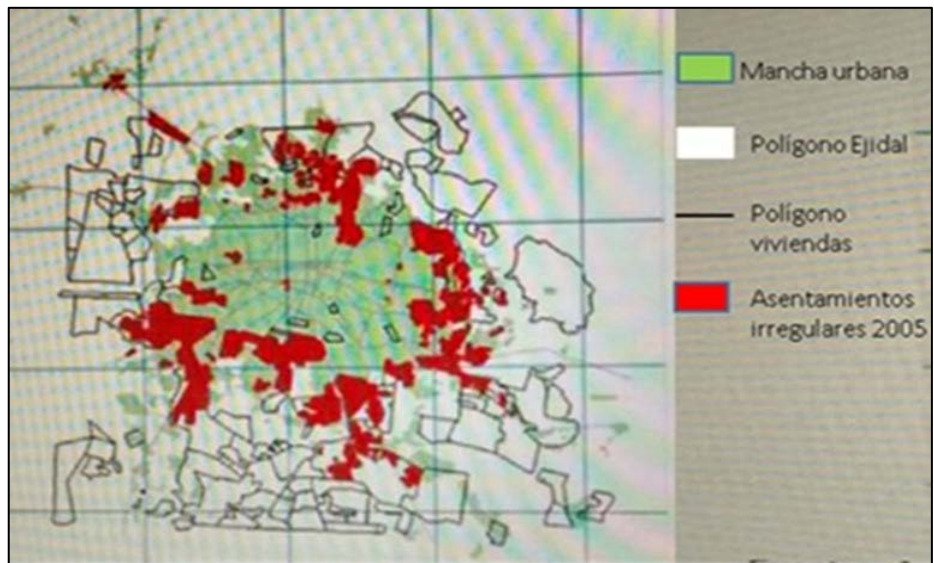 Mancha urbana
Polígono Ejidal
Polígono
viviendas
Asentamientos
irregulares 2005